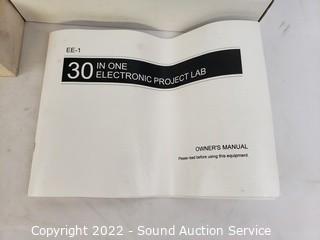 EE-1
30 IN ONE
ELECTRONIC PROJECT LAB
OWNER'S MANUAL
Please read before using this equipment.
Copyright 2022 - Sound Auction Service